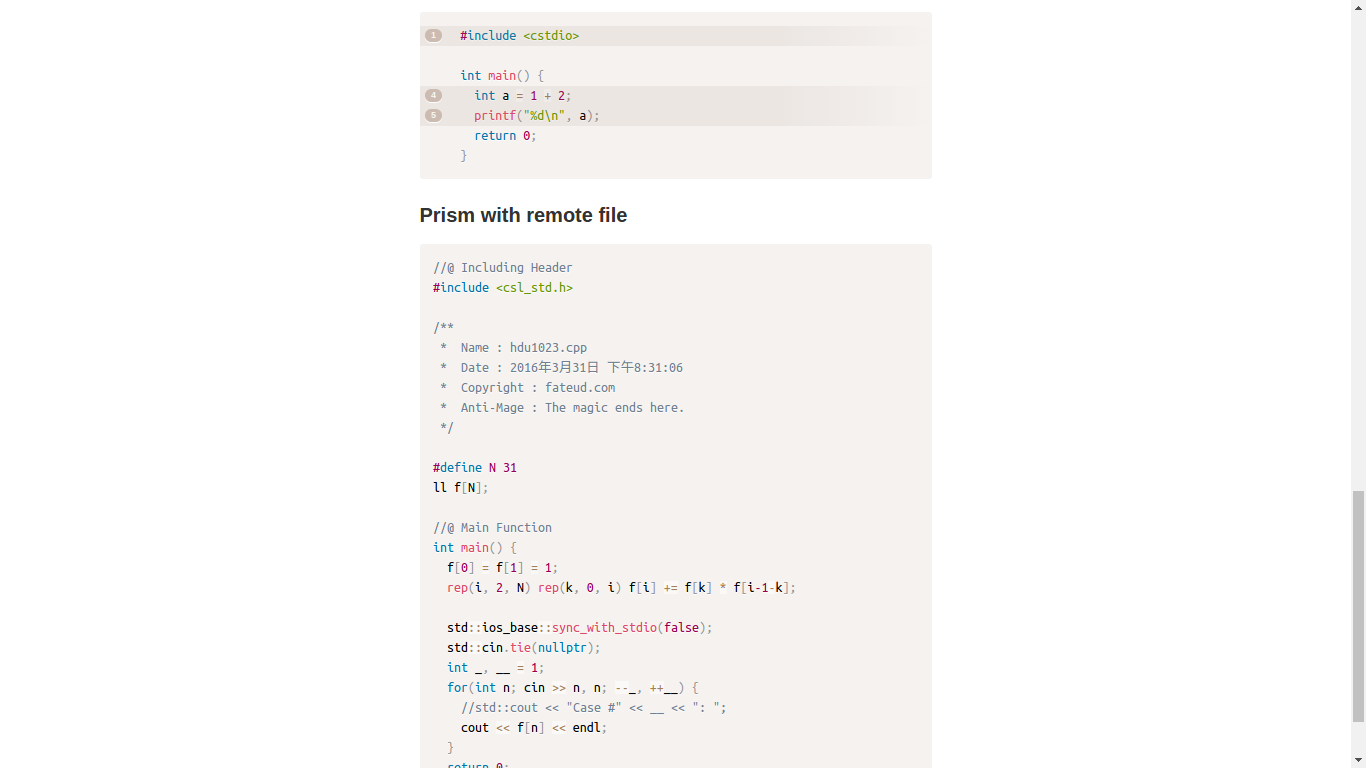 1 #include <cstdio>
int main() {
4 int a = 1 + 2;
5 printf("%d\n", a);
return 0;
}
Prism with remote file
//@ Including Header
#include <csl_std.h>
/**
* Name : hdu1023.cpp
* Date : 2016年3月31日 下午8:31:06
* Copyright : fateud.com
* Anti-Mage : The magic ends here.
*/
#define N 31
ll f[N];
//@ Main Function
int main() {
f[0] = f[1] = 1;
rep(i, 2, N) rep(k, 0, i) f[i] += f[k] * f[i-1-k];
std::ios_base::sync_with_stdio(false);
std::cin.tie(nullptr);
int _, __ = 1;
for(int n; cin >> n, n; --_, ++__) {
//std::cout << "Case #" << __ << ": ";
cout << f[n] << endl;
}
return 0;